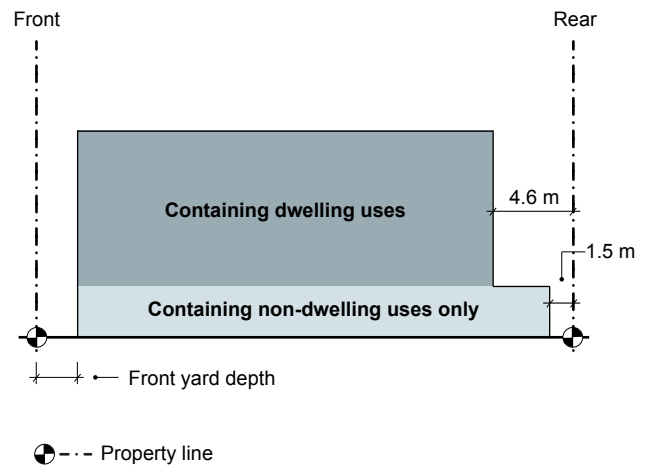 Front
Rear
4.6 m
Containing dwelling uses
1.5 m
Containing non-dwelling uses only
Front yard depth
Property line